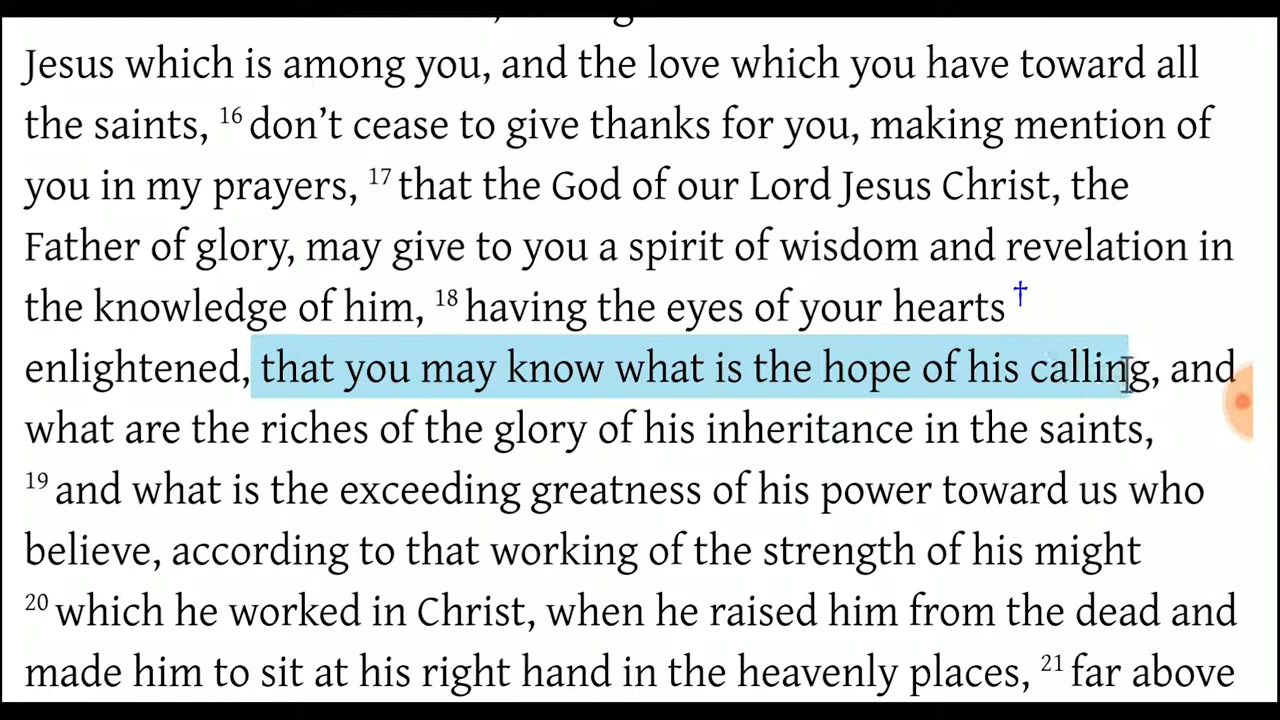 Jesus which is among you, and the love which you have toward all
the saints, 16 don’t cease to give thanks for you, making mention of
you in my prayers, 17 that the God of our Lord Jesus Christ, the
Father of glory, may give to you a spirit of wisdom and revelation in
the knowledge of him, 18 having the eyes of your hearts †
enlightened, that you may know what is the hope of his calling, and
what are the riches of the glory of his inheritance in the saints,
19 and what is the exceeding greatness of his power toward us who
believe, according to that working of the strength of his might
20 which he worked in Christ, when he raised him from the dead and
made him to sit at his right hand in the heavenly places, 21 far above